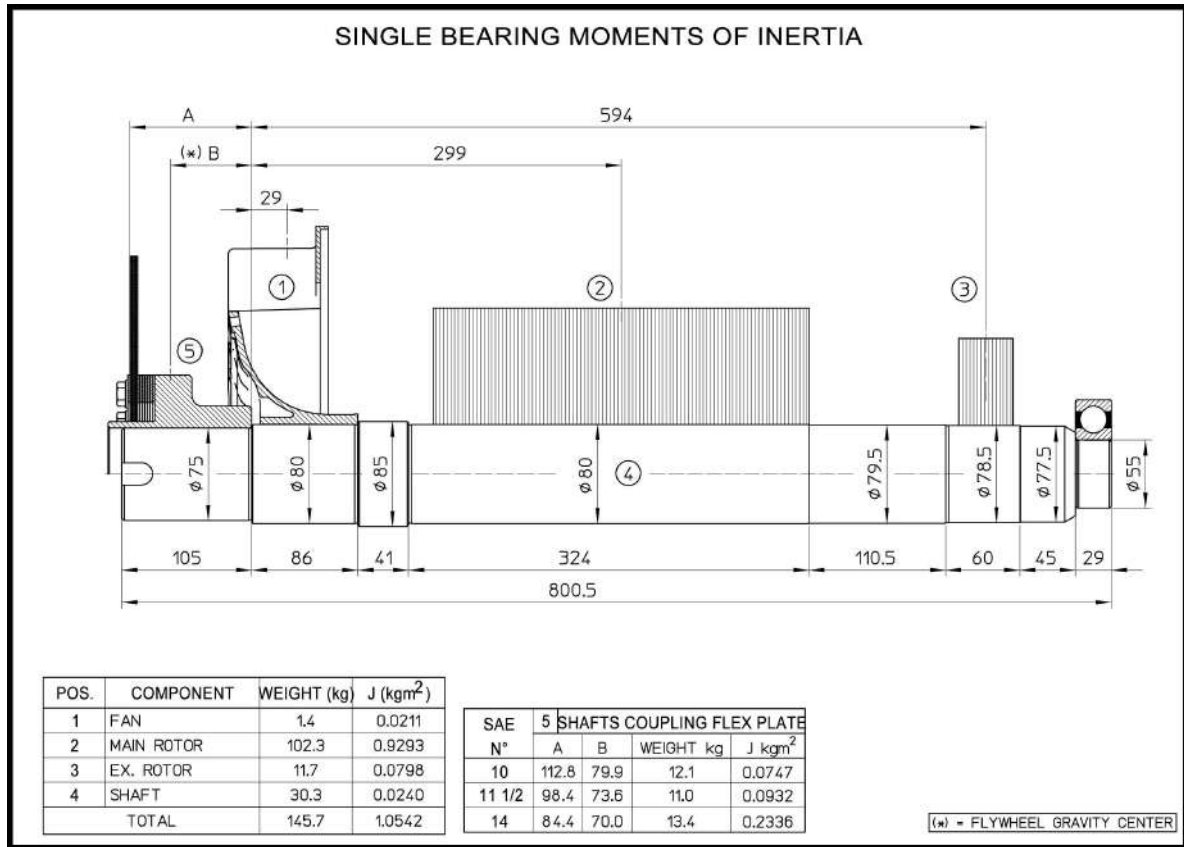 SINGLE BEARING MOMENTS OF INERTIA
A
594
(*) B
299
29
1
2
3
5
4
ø75
ø80
ø85
ø80
ø79.5
ø78.5
ø77.5
ø55
105
86
41
324
110.5
60
45
29
800.5
POS. COMPONENT WEIGHT (kg) J (kgm²)
1 FAN 1.4 0.0211
2 MAIN ROTOR 102.3 0.9293
3 EX. ROTOR 11.7 0.0798
4 SHAFT 30.3 0.0240
TOTAL 145.7 1.0542
SAE N° 5 SHAFTS COUPLING FLEX PLATE
A B WEIGHT kg J kgm²
10 112.8 79.9 12.1 0.0747
11 1/2 98.4 73.6 11.0 0.0932
14 84.4 70.0 13.4 0.2336
(*) = FLYWHEEL GRAVITY CENTER